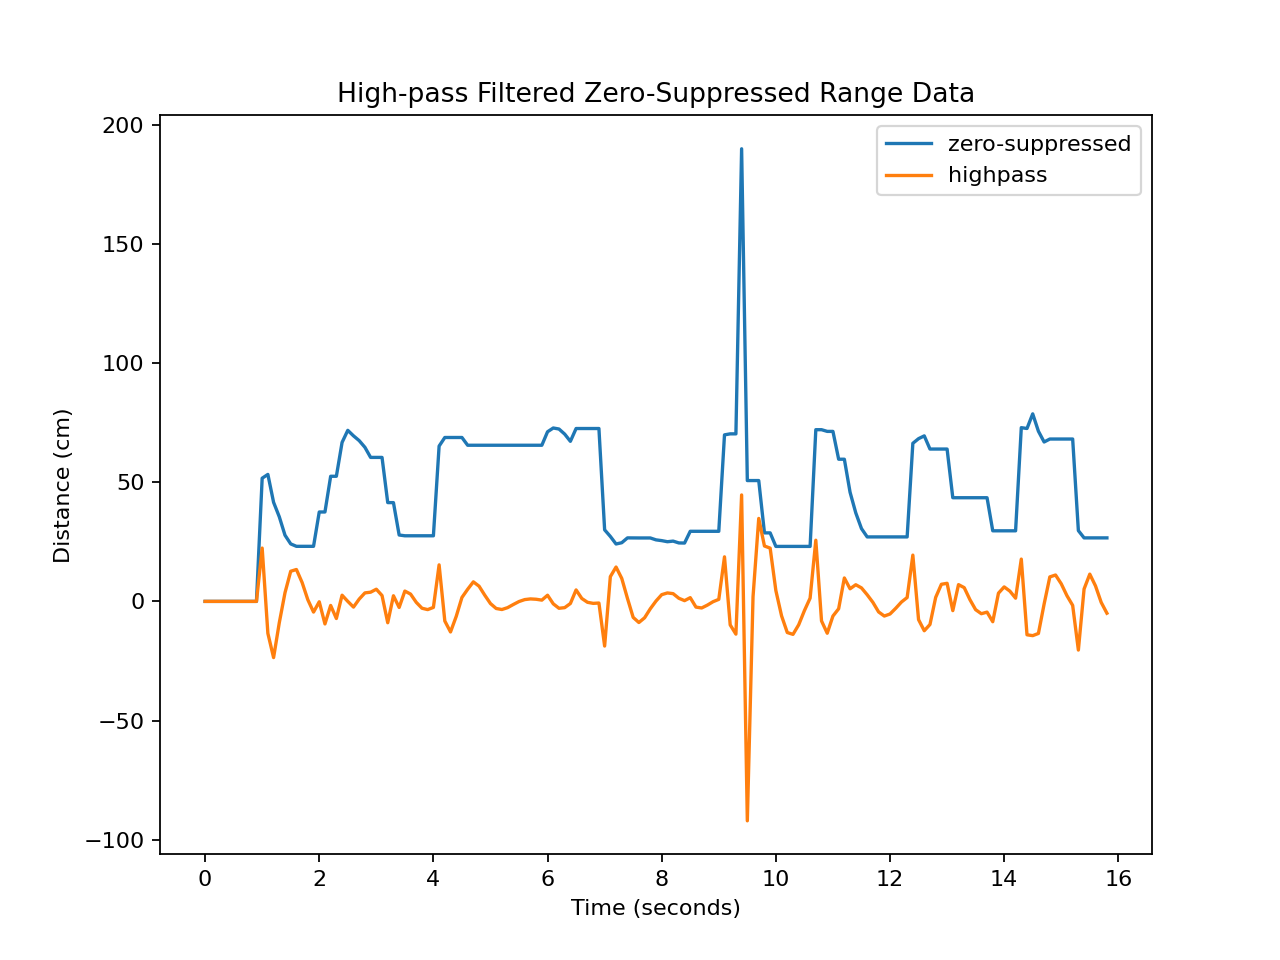 High-pass Filtered Zero-Suppressed Range Data
200
150
100
50
0
−50
−100
Distance (cm)
zero-suppressed
highpass
0 2 4 6 8 10 12 14 16
Time (seconds)